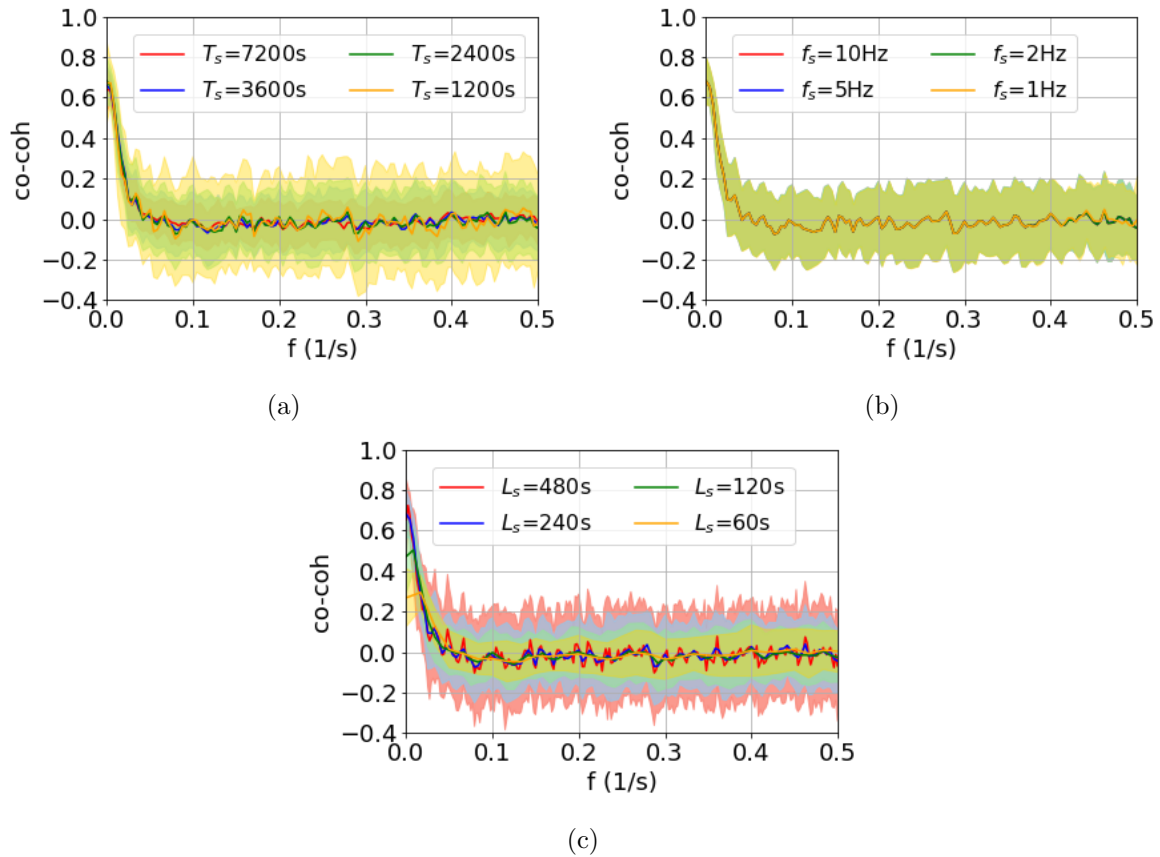 1.0
0.8
0.6
0.4
0.2
0.0
−0.2
−0.4
co-coh
T_s=7200s T_s=2400s
T_s=3600s T_s=1200s
0.0 0.1 0.2 0.3 0.4 0.5
f (1/s)
(a)
1.0
0.8
0.6
0.4
0.2
0.0
−0.2
−0.4
co-coh
f_s=10Hz f_s=2Hz
f_s=5Hz f_s=1Hz
0.0 0.1 0.2 0.3 0.4 0.5
f (1/s)
(b)
1.0
0.8
0.6
0.4
0.2
0.0
−0.2
−0.4
co-coh
L_s=480s L_s=120s
L_s=240s L_s=60s
0.0 0.1 0.2 0.3 0.4 0.5
f (1/s)
(c)